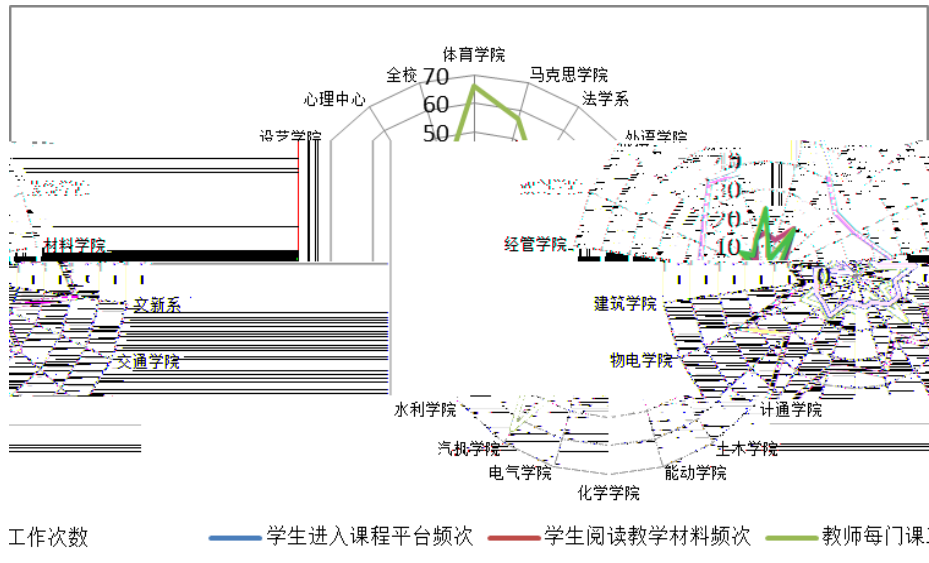 体育学院
全校 70 马克思学院
心理中心 60 法学系
设艺学院 50 外语学院
20
材料学院 经管学院 10
0
文新系 建筑学院
交通学院 物电学院
水利学院 计通学院
汽机学院 土木学院
电气学院 能动学院
化学学院
工作次数 学生进入课程平台频次 学生阅读教学材料频次 教师每门课